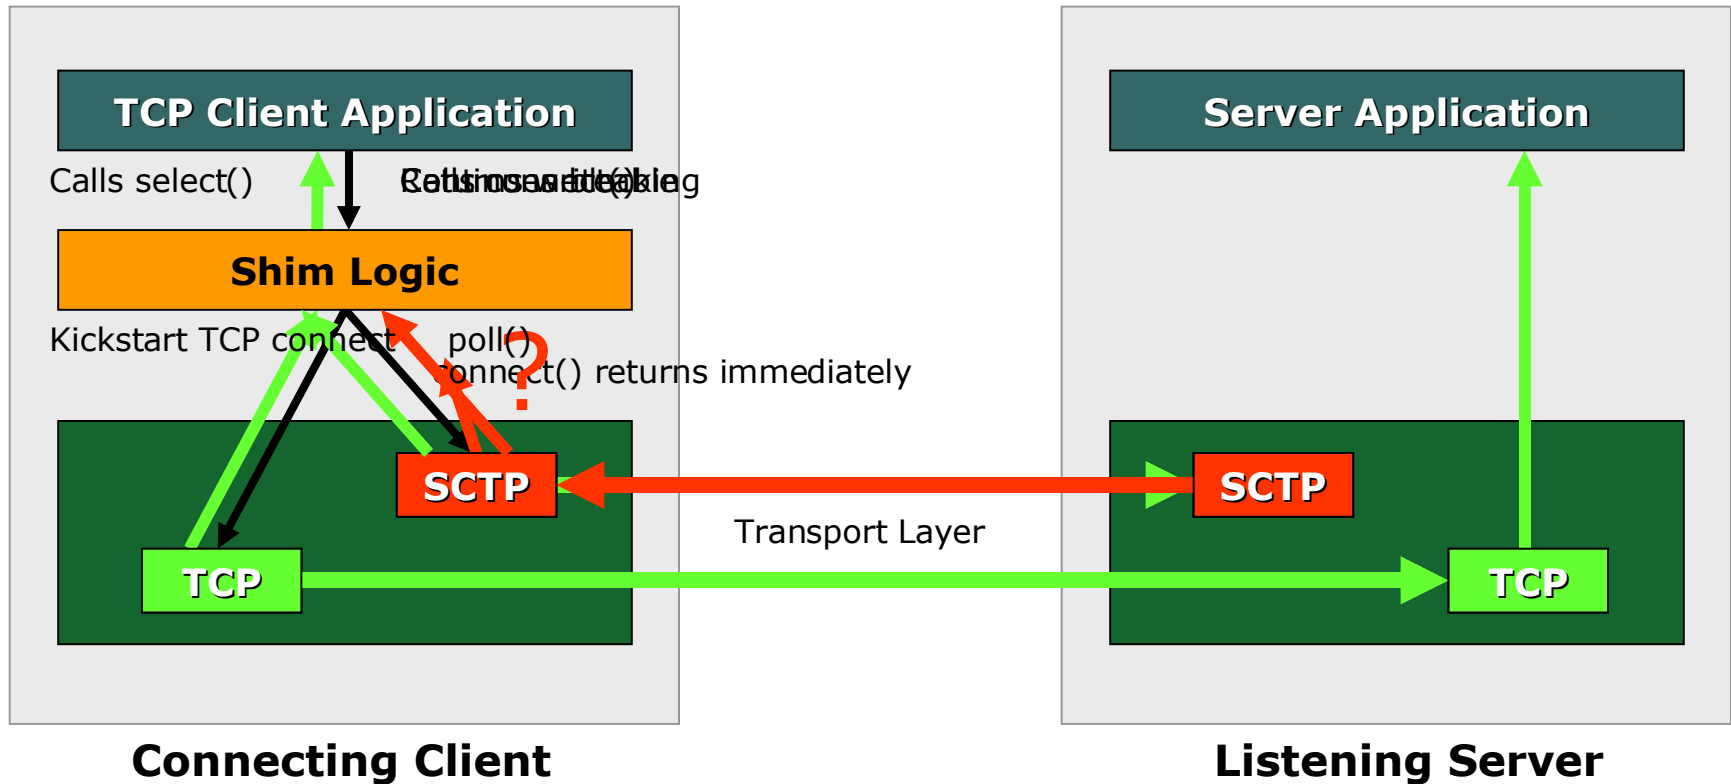 TCP Client Application
Server Application
Calls select()
Shim Logic
Kickstart TCP connect
poll()
?
connect() returns immediately
SCTP
SCTP
Transport Layer
TCP
TCP
Connecting Client
Listening Server